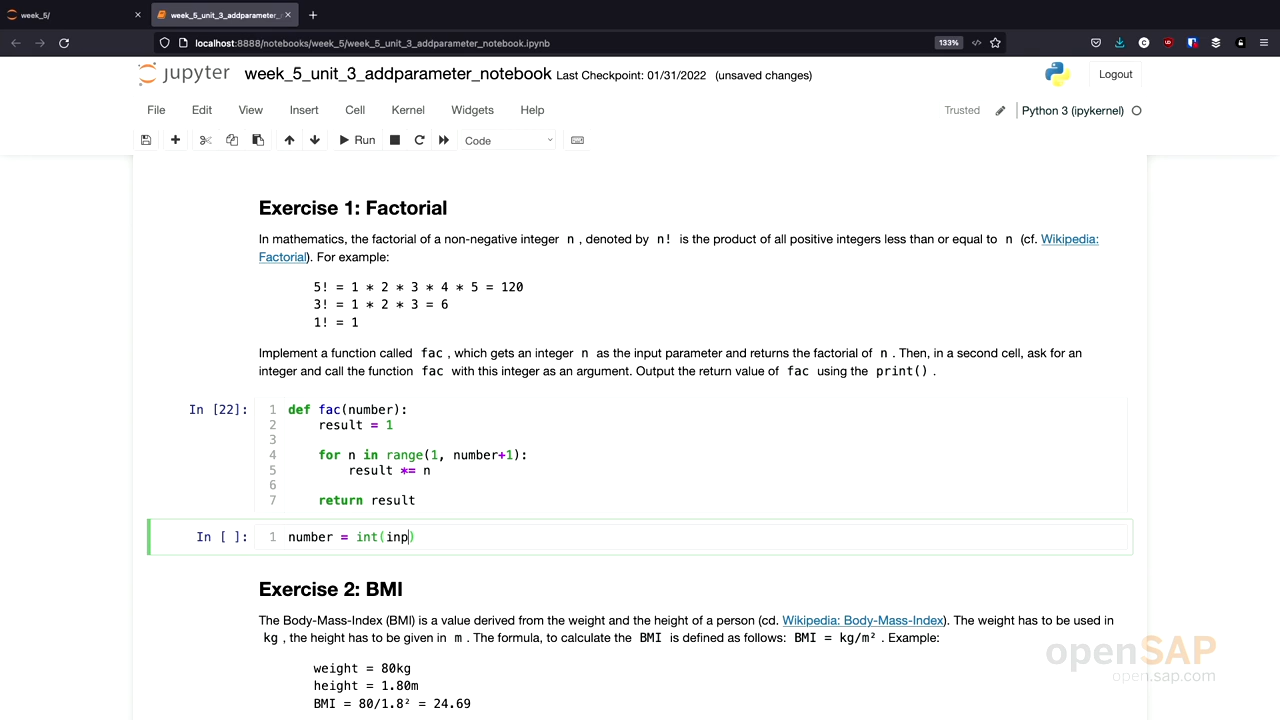 week_5/
week_5_unit_3_addparameter_
localhost:8888/notebooks/week_5/week_5_unit_3_addparameter_notebook.ipynb
133%
jupyter week_5_unit_3_addparameter_notebook Last Checkpoint: 01/31/2022 (unsaved changes)
Logout
File Edit View Insert Cell Kernel Widgets Help
Trusted Python 3 (ipykernel)
Run Code
Exercise 1: Factorial
In mathematics, the factorial of a non-negative integer n , denoted by n! is the product of all positive integers less than or equal to n (cf. Wikipedia:
Factorial). For example:
5! = 1 * 2 * 3 * 4 * 5 = 120
3! = 1 * 2 * 3 = 6
1! = 1
Implement a function called fac , which gets an integer n as the input parameter and returns the factorial of n . Then, in a second cell, ask for an
integer and call the function fac with this integer as an argument. Output the return value of fac using the print() .
In [22]: 1 def fac(number):
2 result = 1
3
4 for n in range(1, number+1):
5 result *= n
6
7 return result
In [ ]: 1 number = int(inp)
Exercise 2: BMI
The Body-Mass-Index (BMI) is a value derived from the weight and the height of a person (cd. Wikipedia: Body-Mass-Index). The weight has to be used in
kg , the height has to be given in m . The formula, to calculate the BMI is defined as follows: BMI = kg/m² . Example:
weight = 80kg
height = 1.80m
BMI = 80/1.8² = 24.69
openSAP
open.sap.com